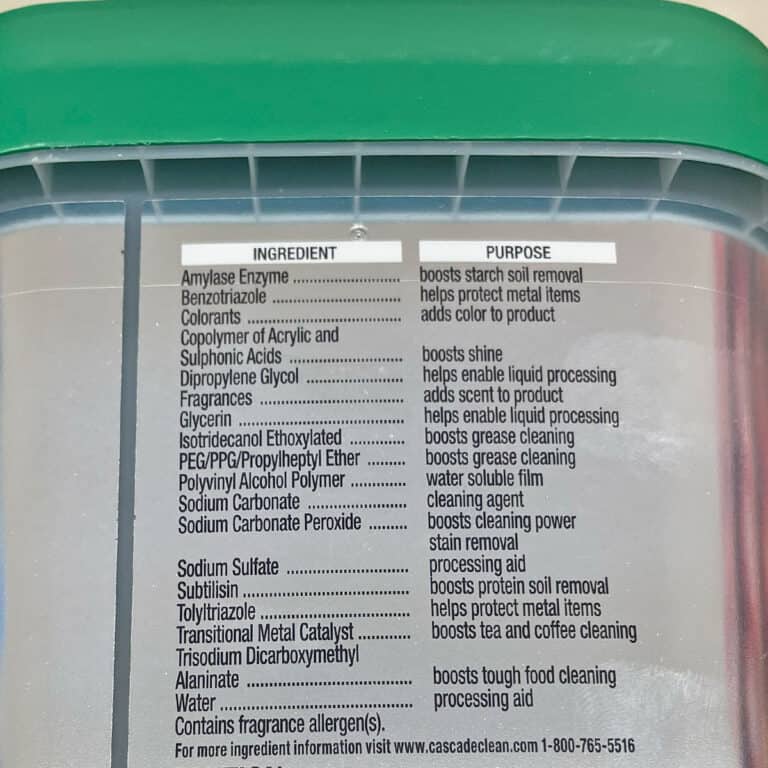 INGREDIENT PURPOSE
Amylase Enzyme ........................... boosts starch soil removal
Benzotriazole ................................ helps protect metal items
Colorants ...................................... adds color to product
Copolymer of Acrylic and
Sulphonic Acids ............................ boosts shine
Dipropylene Glycol ........................ helps enable liquid processing
Fragrances .................................... adds scent to product
Glycerin ......................................... helps enable liquid processing
Isotridecanol Ethoxylated .............. boosts grease cleaning
PEG/PPG/Propylheptyl Ether ......... boosts grease cleaning
Polyvinyl Alcohol Polymer ............. water soluble film
Sodium Carbonate ........................ cleaning agent
Sodium Carbonate Peroxide ......... boosts cleaning power
stain removal
Sodium Sulfate .............................. processing aid
Subtilisin ........................................ boosts protein soil removal
Tolyltriazole .................................... helps protect metal items
Transitional Metal Catalyst ............ boosts tea and coffee cleaning
Trisodium Dicarboxymethyl
Alaninate ........................................ boosts tough food cleaning
Water .............................................. processing aid
Contains fragrance allergen(s).
For more ingredient information visit www.cascadeclean.com 1-800-765-5516